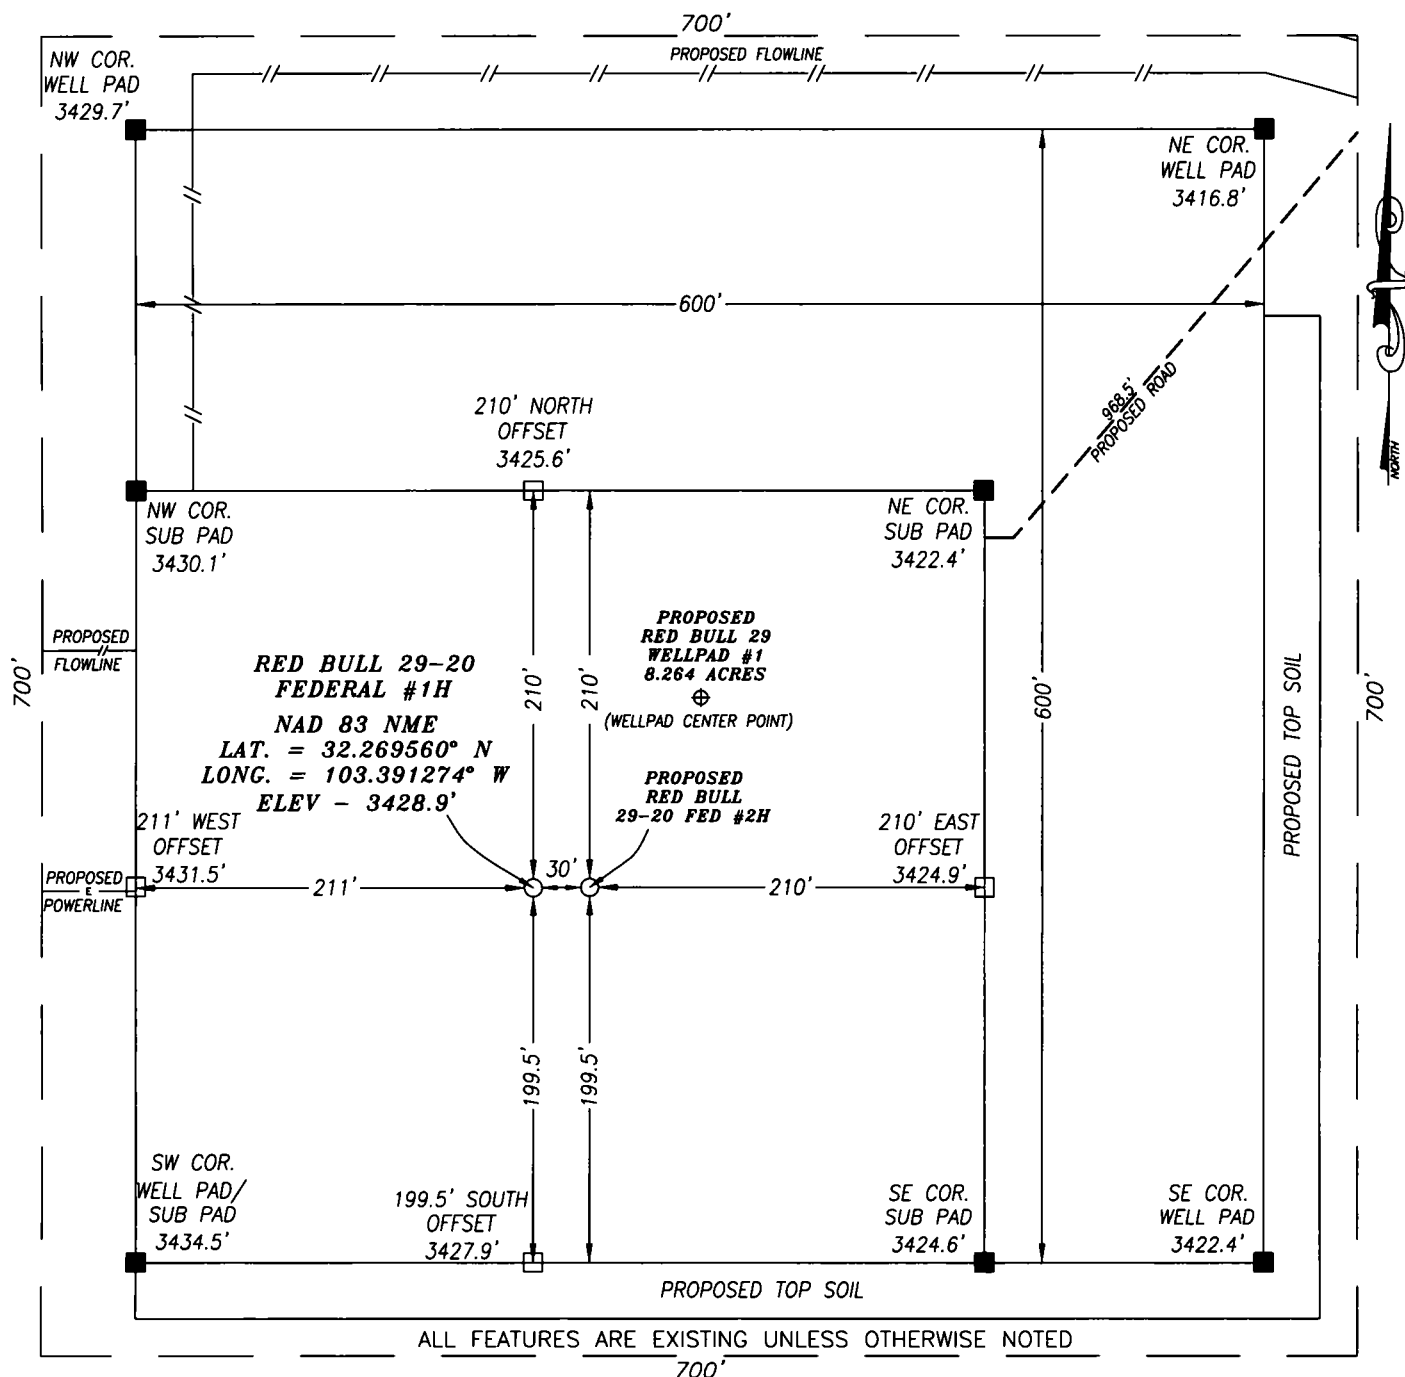 700'
PROPOSED FLOWLINE
NW COR.
WELL PAD
3429.7'
NE COR.
WELL PAD
3416.8'
600'
968.5'
PROPOSED ROAD
NORTH
210' NORTH
OFFSET
3425.6'
NW COR.
SUB PAD
3430.1'
NE COR.
SUB PAD
3422.4'
PROPOSED
FLOWLINE
700'
RED BULL 29-20
FEDERAL #1H
NAD 83 NME
LAT. = 32.269560° N
LONG. = 103.391274° W
ELEV - 3428.9'
210'
210'
PROPOSED
RED BULL 29
WELLPAD #1
8.264 ACRES
(WELLPAD CENTER POINT)
PROPOSED
RED BULL
29-20 FED #2H
600'
PROPOSED TOP SOIL
700'
211' WEST
OFFSET
3431.5'
210' EAST
OFFSET
3424.9'
PROPOSED
E
POWERLINE
211'
30'
210'
199.5'
199.5'
SW COR.
WELL PAD/
SUB PAD
3434.5'
199.5' SOUTH
OFFSET
3427.9'
SE COR.
SUB PAD
3424.6'
SE COR.
WELL PAD
3422.4'
PROPOSED TOP SOIL
ALL FEATURES ARE EXISTING UNLESS OTHERWISE NOTED
700'